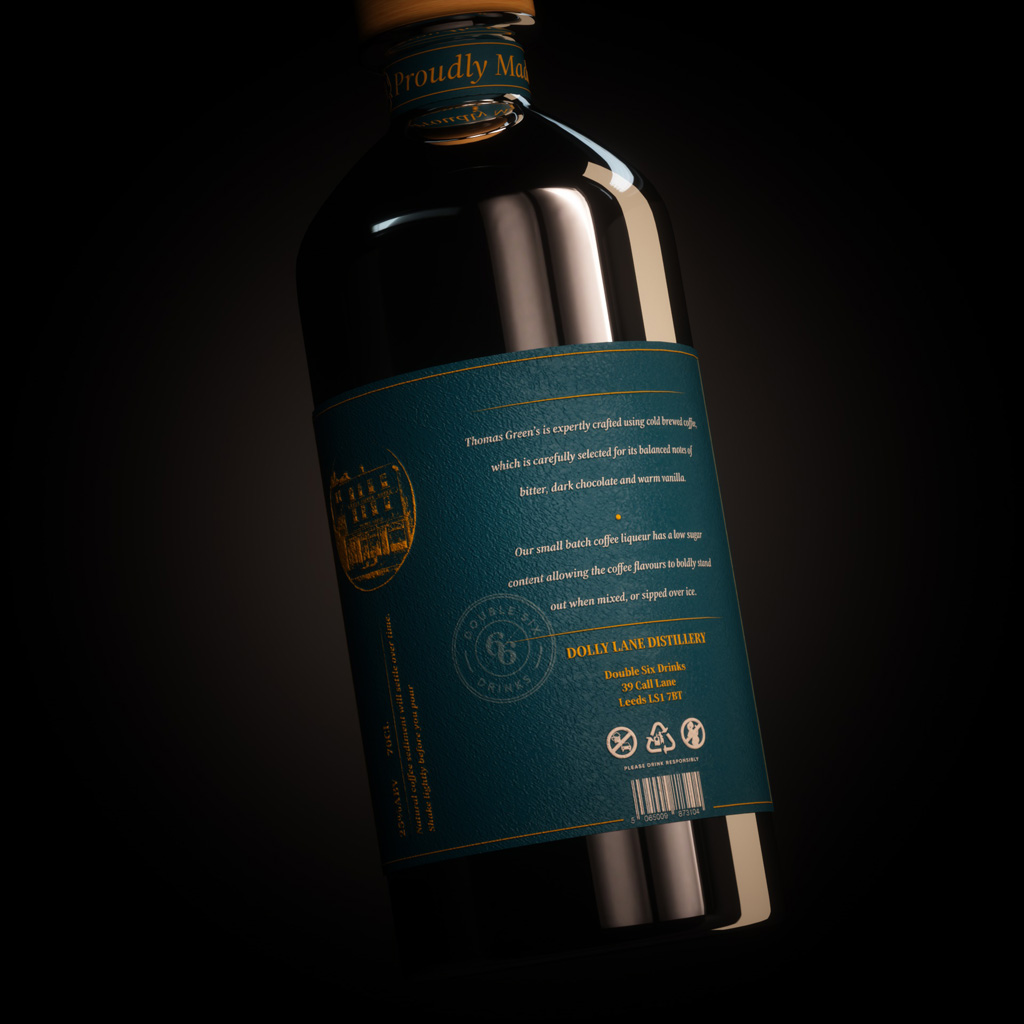 Proudly Mad
Thomas Green's is expertly crafted using cold brewed coffee,
which is carefully selected for its balanced notes of
bitter, dark chocolate and warm vanilla.
Our small batch coffee liqueur has a low sugar
content allowing the coffee flavours to boldly stand
out when mixed, or sipped over ice.
DOUBLE SIX
66
DRINKS
DOLLY LANE DISTILLERY
Double Six Drinks
39 Call Lane
Leeds LS1 7BT
PLEASE DRINK RESPONSIBLY
5 065009 873104
25%ABV 70CL
Natural coffee sediment will settle over time.
Shake lightly before you pour